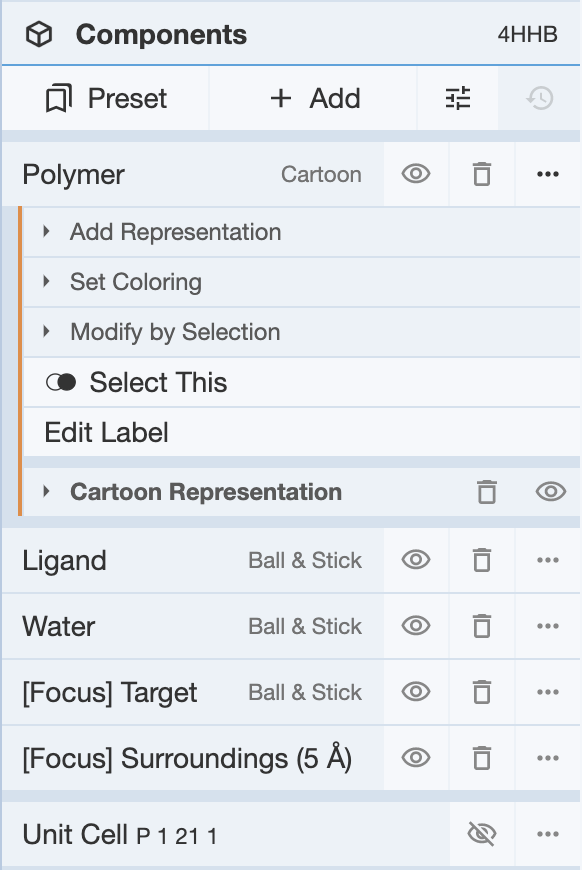 Components 4HHB
Preset Add
Polymer Cartoon
Add Representation
Set Coloring
Modify by Selection
Select This
Edit Label
Cartoon Representation
Ligand Ball & Stick
Water Ball & Stick
[Focus] Target Ball & Stick
[Focus] Surroundings (5 Å)
Unit Cell P 1 21 1